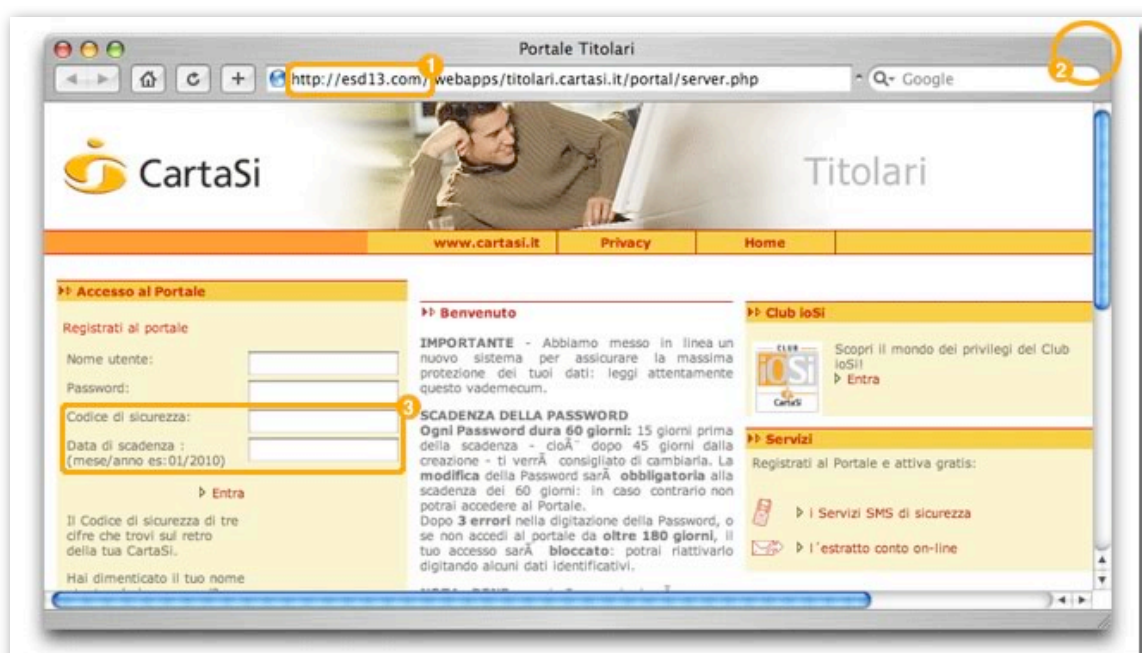 Portale Titolari
http://esd13.com/webapps/titolari.cartasi.it/portal/server.php
Google
1
2
CartaSi
Titolari
www.cartasi.it Privacy Home
Accesso al Portale
Registrati al portale
Nome utente:
Password:
Codice di sicurezza:
3
Data di scadenza :
(mese/anno es:01/2010)
Entra
Il Codice di sicurezza di tre
cifre che trovi sul retro
della tua CartaSi.
Hai dimenticato il tuo nome
Benvenuto
IMPORTANTE - Abbiamo messo in linea un
nuovo sistema per assicurare la massima
protezione dei tuoi dati: leggi attentamente
questo vademecum.
SCADENZA DELLA PASSWORD
Ogni Password dura 60 giorni: 15 giorni prima
della scadenza - cioÃ¨ dopo 45 giorni dalla
creazione - ti verrÃ consigliato di cambiarla. La
modifica della Password sarÃ obbligatoria alla
scadenza dei 60 giorni: in caso contrario non
potrai accedere al Portale.
Dopo 3 errori nella digitazione della Password, o
se non accedi al portale da oltre 180 giorni, il
tuo accesso sarÃ bloccato: potrai riattivarlo
digitando alcuni dati identificativi.
Club ioSi
CLUB
iOSi
CartaSi
Scopri il mondo dei privilegi del Club
ioSi!
Entra
Servizi
Registrati al Portale e attiva gratis:
i Servizi SMS di sicurezza
l'estratto conto on-line